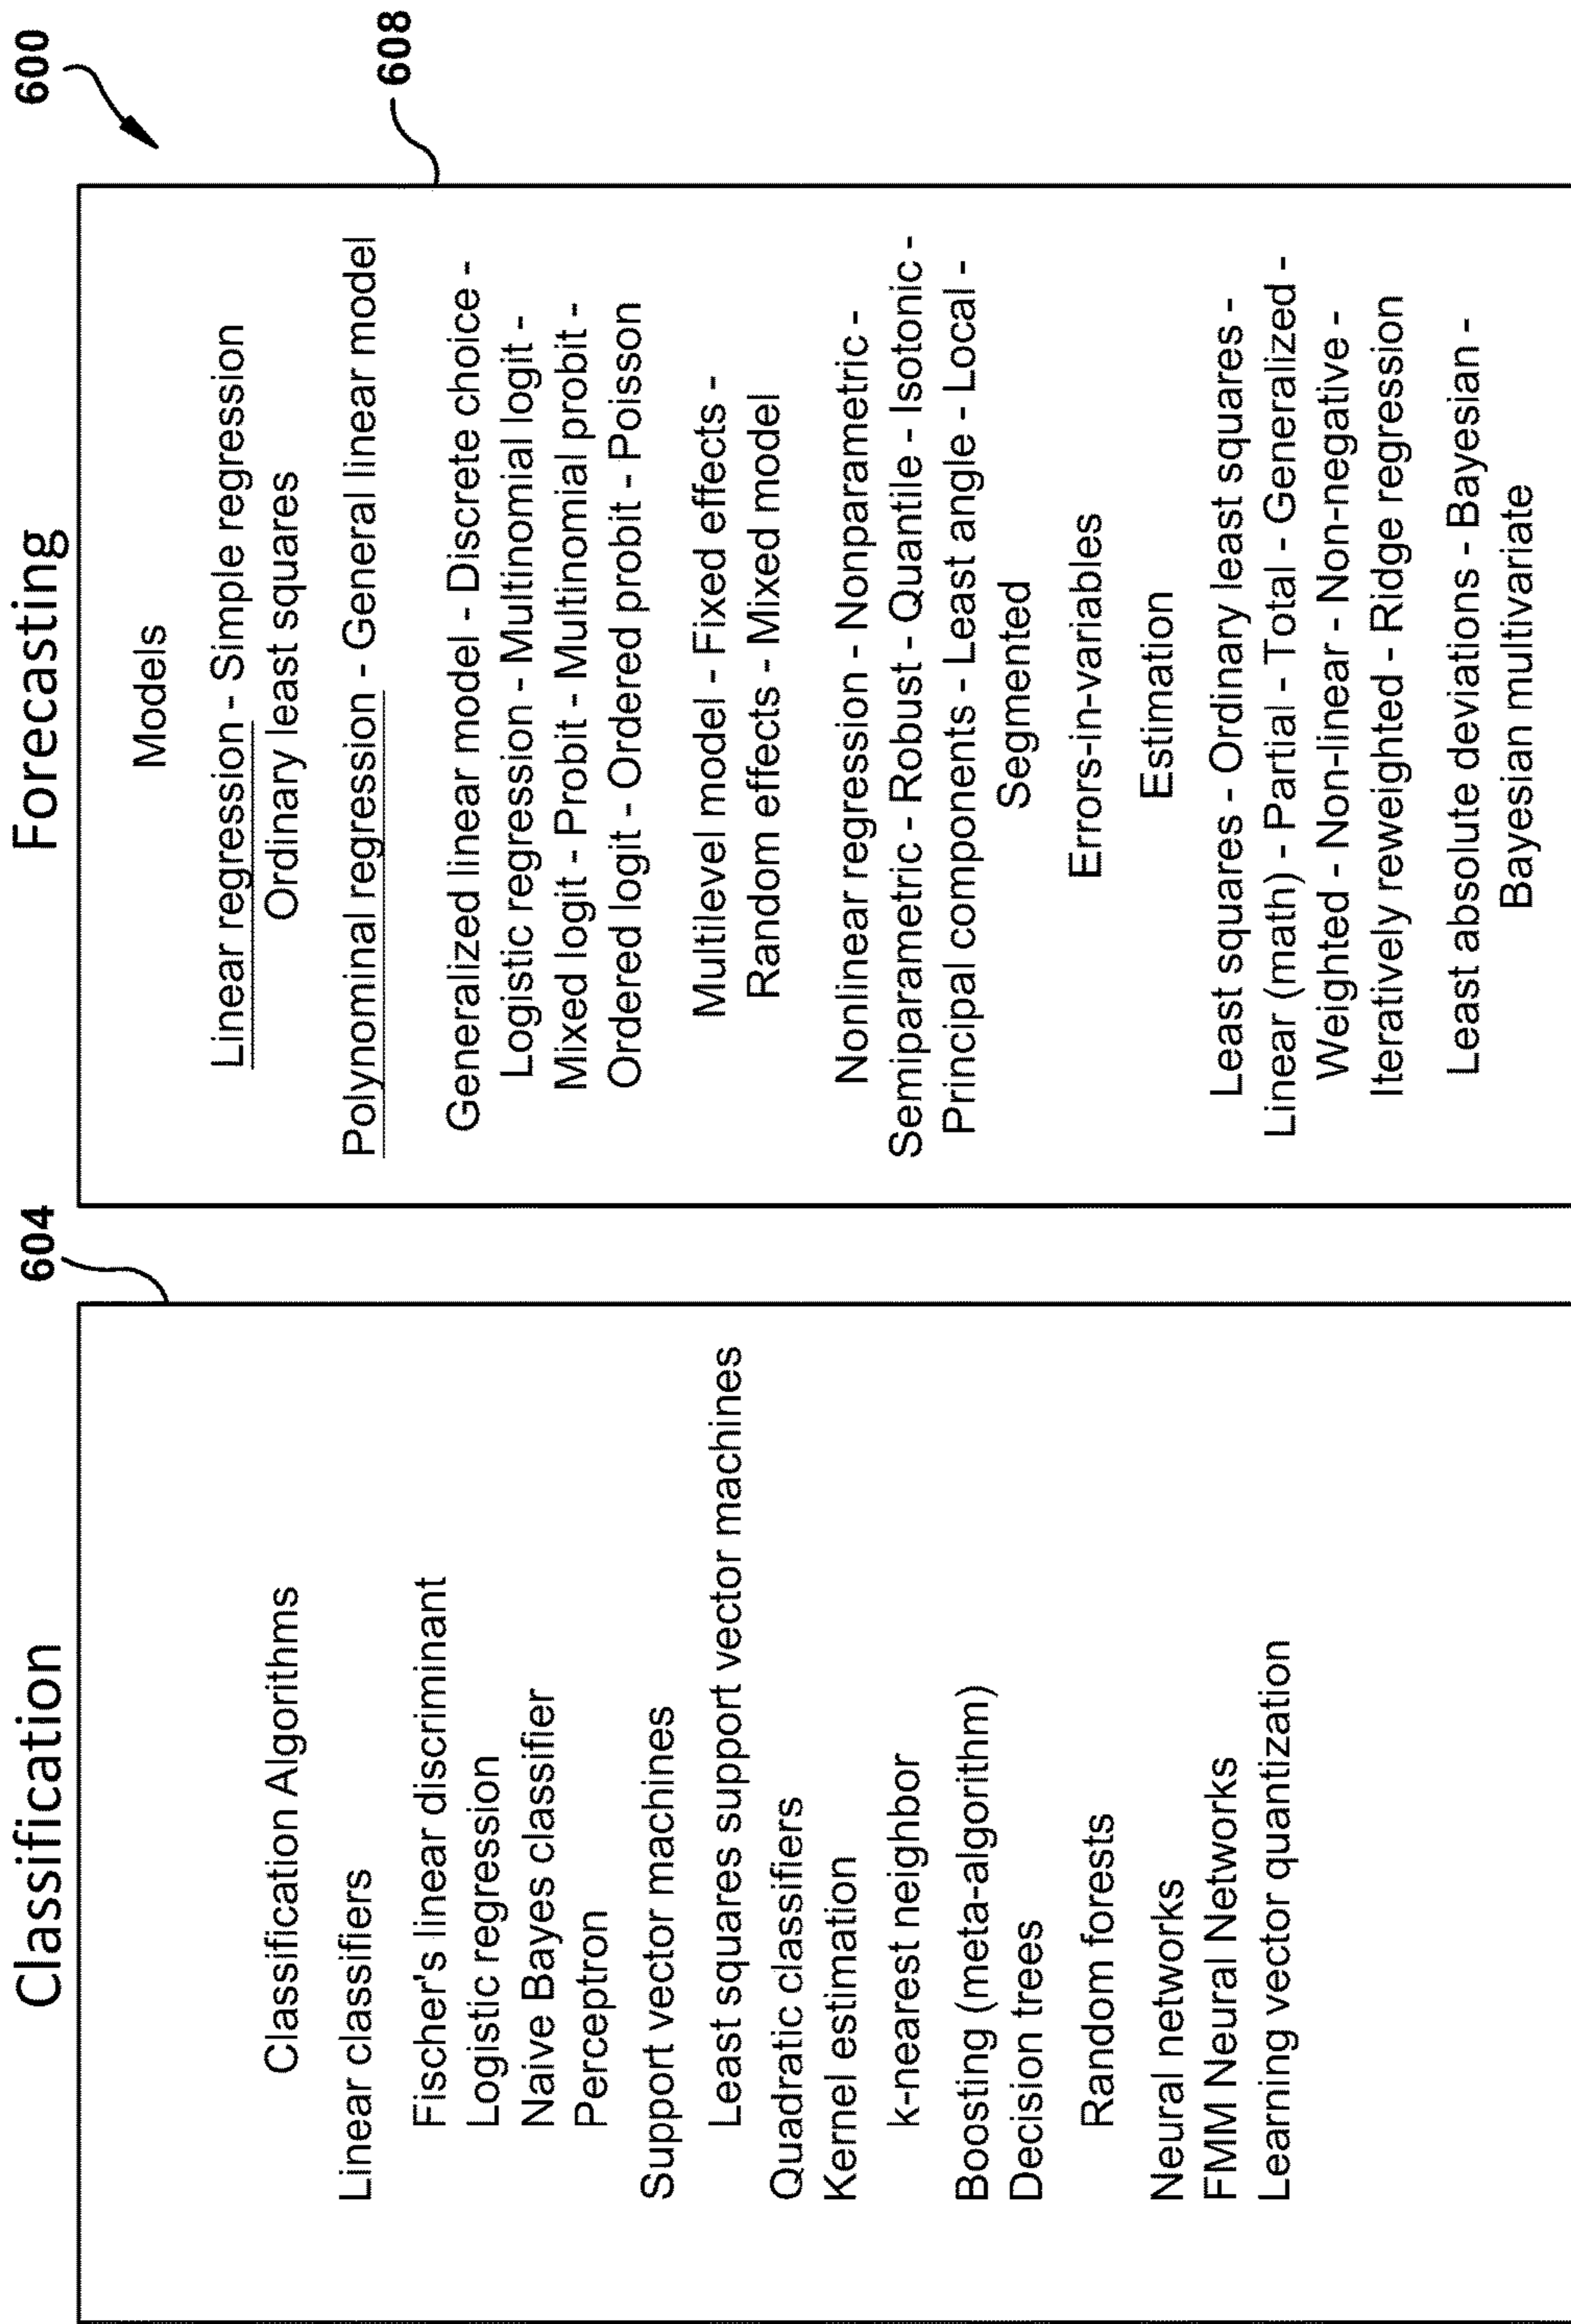 600
Classification
604
Classification Algorithms
Linear classifiers
Fischer's linear discriminant
Logistic regression
Naive Bayes classifier
Perceptron
Support vector machines
Least squares support vector machines
Quadratic classifiers
Kernel estimation
k-nearest neighbor
Boosting (meta-algorithm)
Decision trees
Random forests
Neural networks
FMM Neural Networks
Learning vector quantization
Forecasting
608
Models
Linear regression - Simple regression
Ordinary least squares
Polynominal regression - General linear model
Generalized linear model - Discrete choice -
Logistic regression - Multinomial logit -
Mixed logit - Probit - Multinomial probit -
Ordered logit - Ordered probit - Poisson
Multilevel model - Fixed effects -
Random effects - Mixed model
Nonlinear regression - Nonparametric -
Semiparametric - Robust - Quantile - Isotonic -
Principal components - Least angle - Local -
Segmented
Errors-in-variables
Estimation
Least squares - Ordinary least squares -
Linear (math) - Partial - Total - Generalized -
Weighted - Non-linear - Non-negative -
Iteratively reweighted - Ridge regression
Least absolute deviations - Bayesian -
Bayesian multivariate